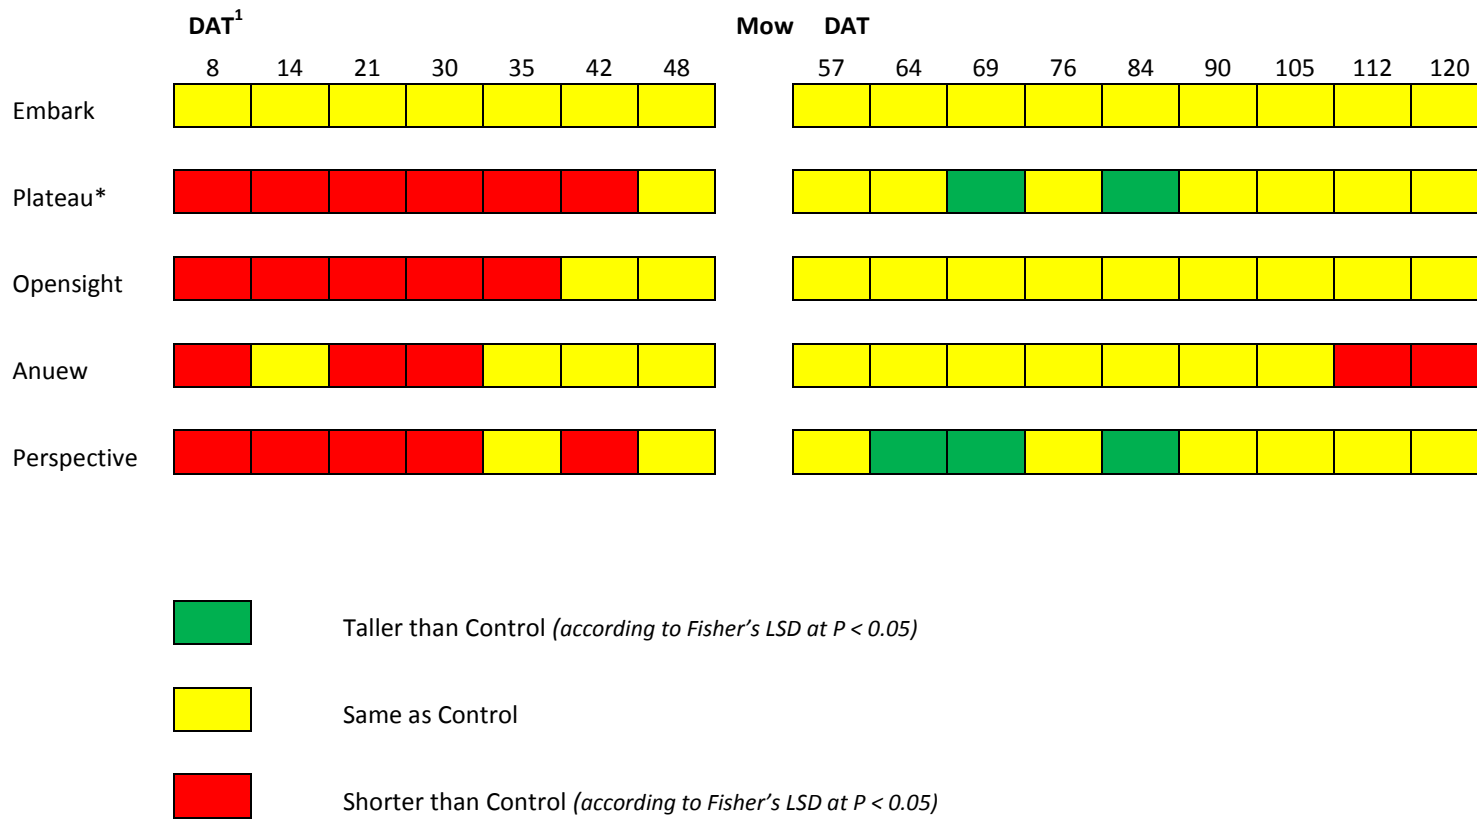 DAT¹ Mow DAT
8 14 21 30 35 42 48 57 64 69 76 84 90 105 112 120
Embark
Plateau*
Opensight
Anuew
Perspective
Taller than Control (according to Fisher’s LSD at P < 0.05)
Same as Control
Shorter than Control (according to Fisher’s LSD at P < 0.05)